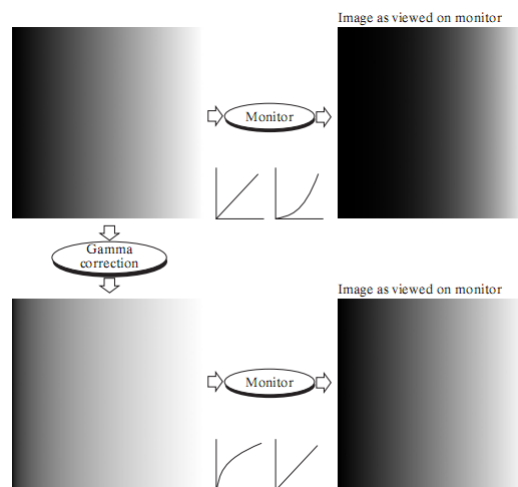 Image as viewed on monitor
Monitor
Gamma
correction
Image as viewed on monitor
Monitor